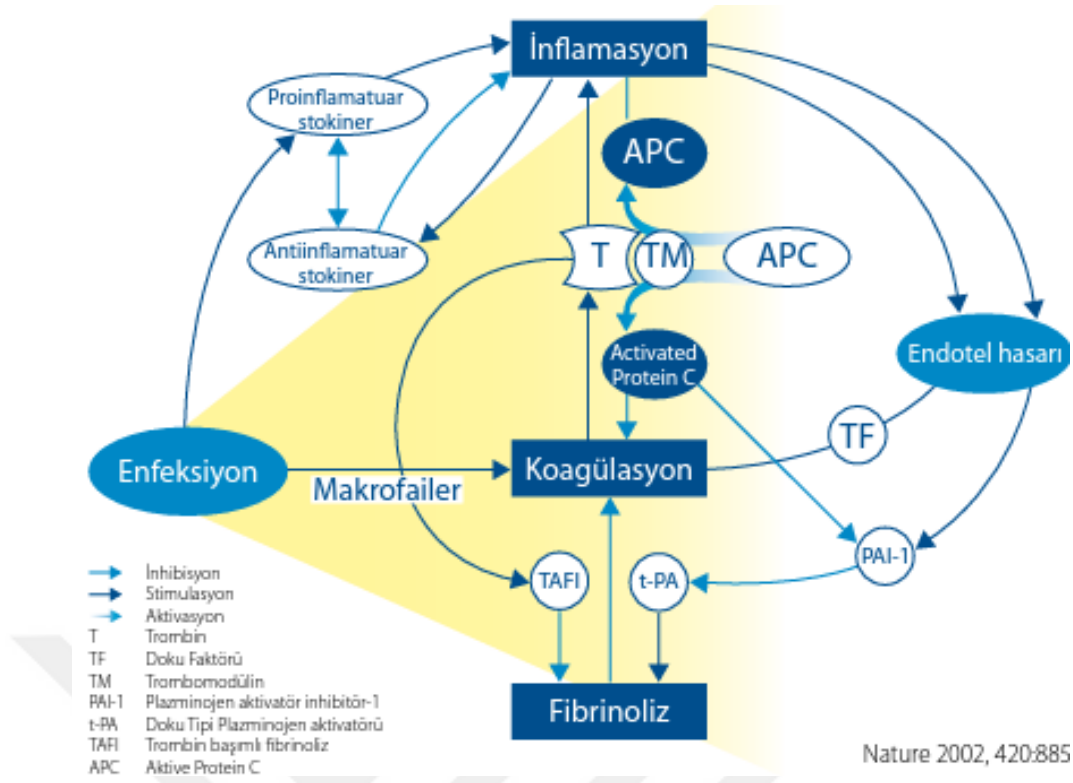 İnflamasyon
Proinflamatuar
stokiner
APC
Antiinflamatuar
stokiner
T
TM
APC
Activated
Protein C
Endotel hasarı
TF
Enfeksiyon
Makrofailer
Koagülasyon
PAI-1
TAFI
t-PA
Fibrinoliz
İnhibisyon
Stimulasyon
Aktivasyon
T Trombin
TF Doku Faktörü
TM Trombomodülin
PAI-1 Plazminojen aktivatör inhibitör-1
t-PA Doku Tipi Plazminojen aktivatörü
TAFI Trombin başımlı fibrinoliz
APC Aktive Protein C
Nature 2002, 420:885